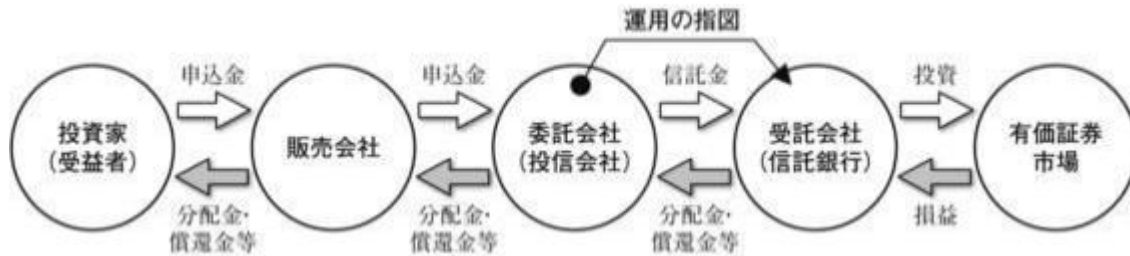 運用の指図
申込金
申込金
信託金
投資
投資家
(受益者)
販売会社
委託会社
(投信会社)
受託会社
(信託銀行)
有価証券
市場
分配金・
償還金等
分配金・
償還金等
分配金・
償還金等
損益